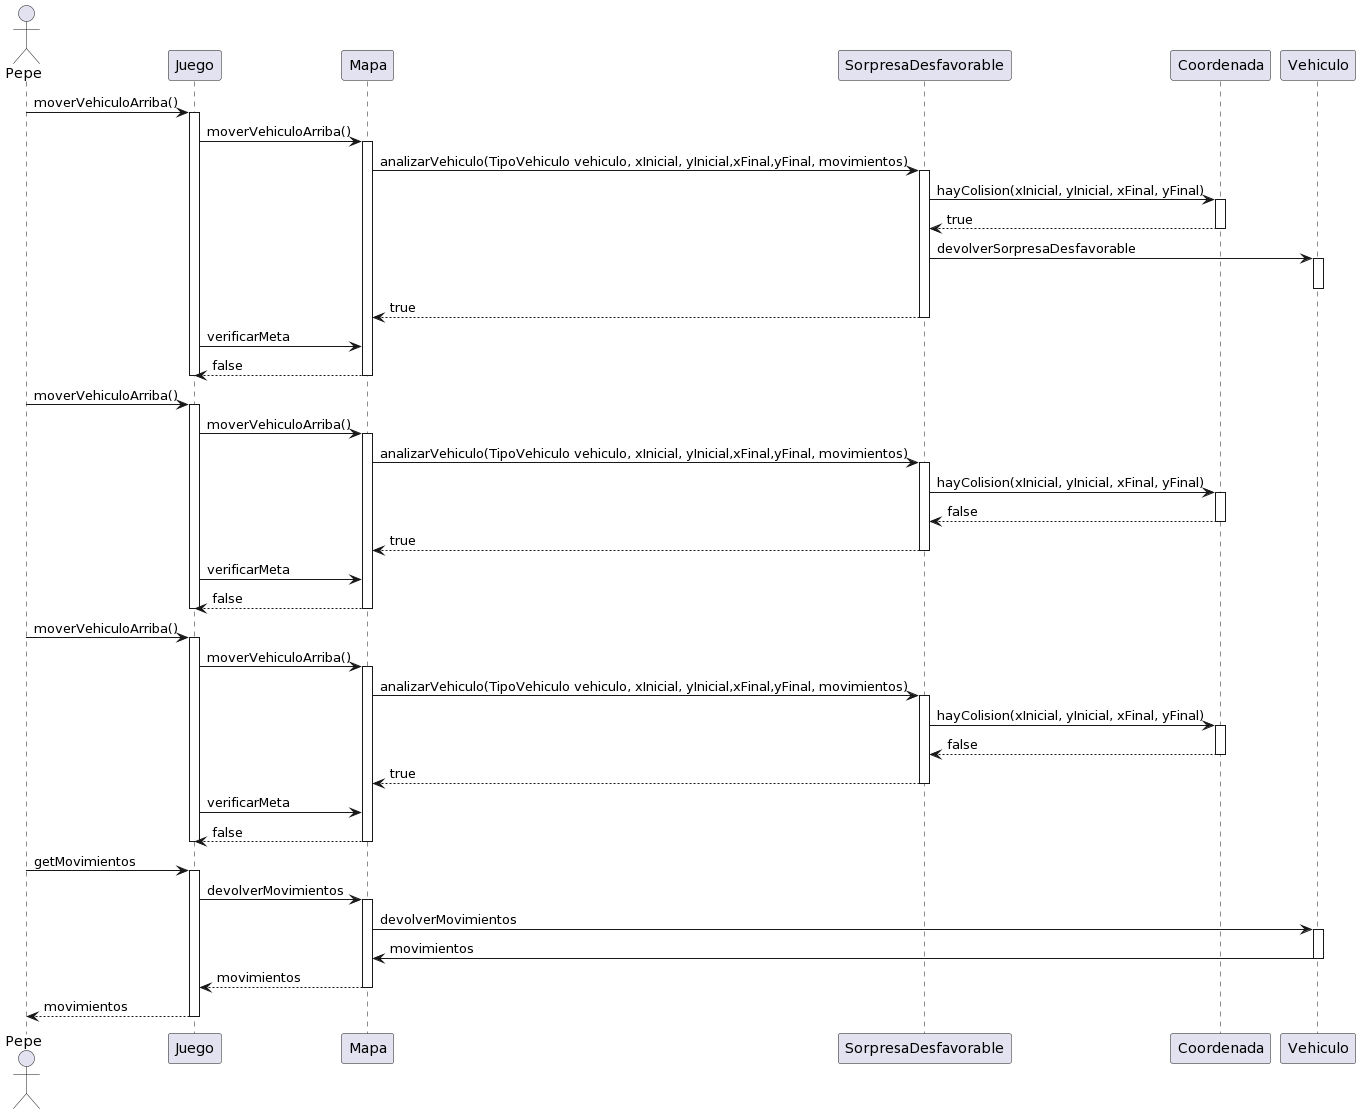 Pepe
Juego
Mapa
SorpresaDesfavorable
Coordenada
Vehiculo
moverVehiculoArriba()
moverVehiculoArriba()
analizarVehiculo(TipoVehiculo vehiculo, xInicial, yInicial,xFinal,yFinal, movimientos)
hayColision(xInicial, yInicial, xFinal, yFinal)
true
devolverSorpresaDesfavorable
true
verificarMeta
false
moverVehiculoArriba()
moverVehiculoArriba()
analizarVehiculo(TipoVehiculo vehiculo, xInicial, yInicial,xFinal,yFinal, movimientos)
hayColision(xInicial, yInicial, xFinal, yFinal)
false
true
verificarMeta
false
moverVehiculoArriba()
moverVehiculoArriba()
analizarVehiculo(TipoVehiculo vehiculo, xInicial, yInicial,xFinal,yFinal, movimientos)
hayColision(xInicial, yInicial, xFinal, yFinal)
false
true
verificarMeta
false
getMovimientos
devolverMovimientos
devolverMovimientos
movimientos
movimientos
movimientos
Pepe
Juego
Mapa
SorpresaDesfavorable
Coordenada
Vehiculo